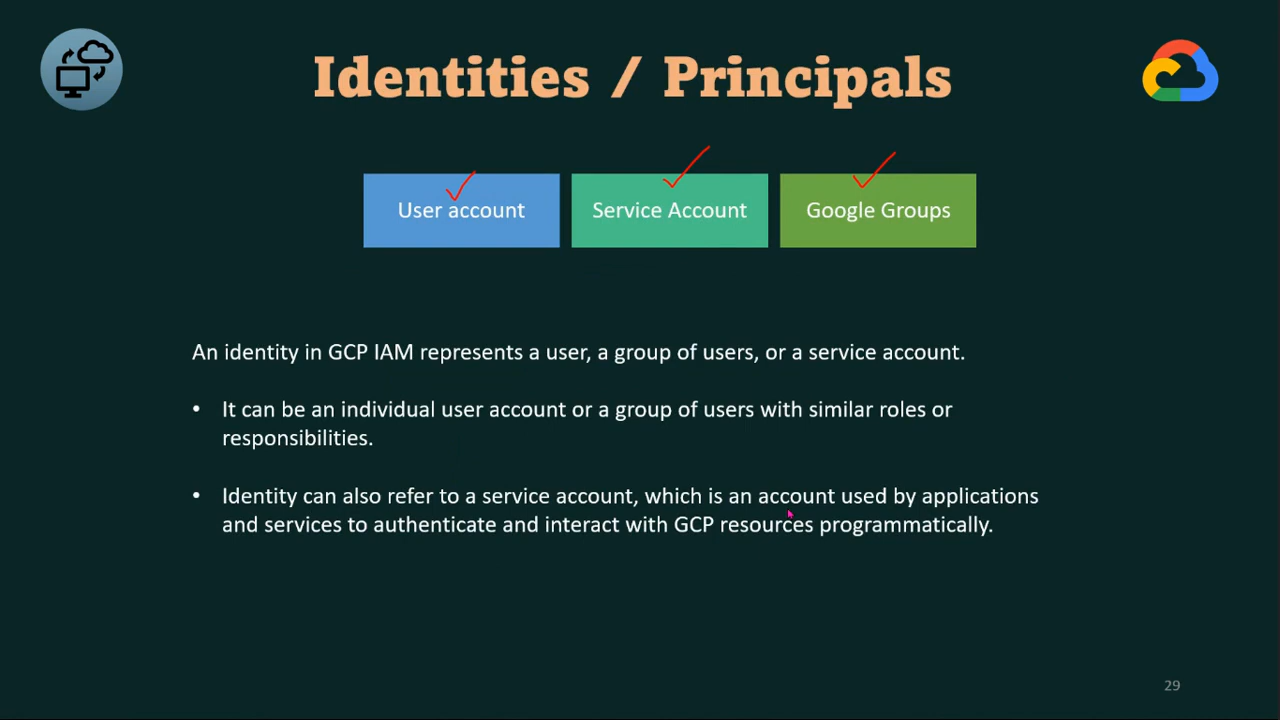 Identities / Principals
User account
Service Account
Google Groups
An identity in GCP IAM represents a user, a group of users, or a service account.
• It can be an individual user account or a group of users with similar roles or
responsibilities.
• Identity can also refer to a service account, which is an account used by applications
and services to authenticate and interact with GCP resources programmatically.
29